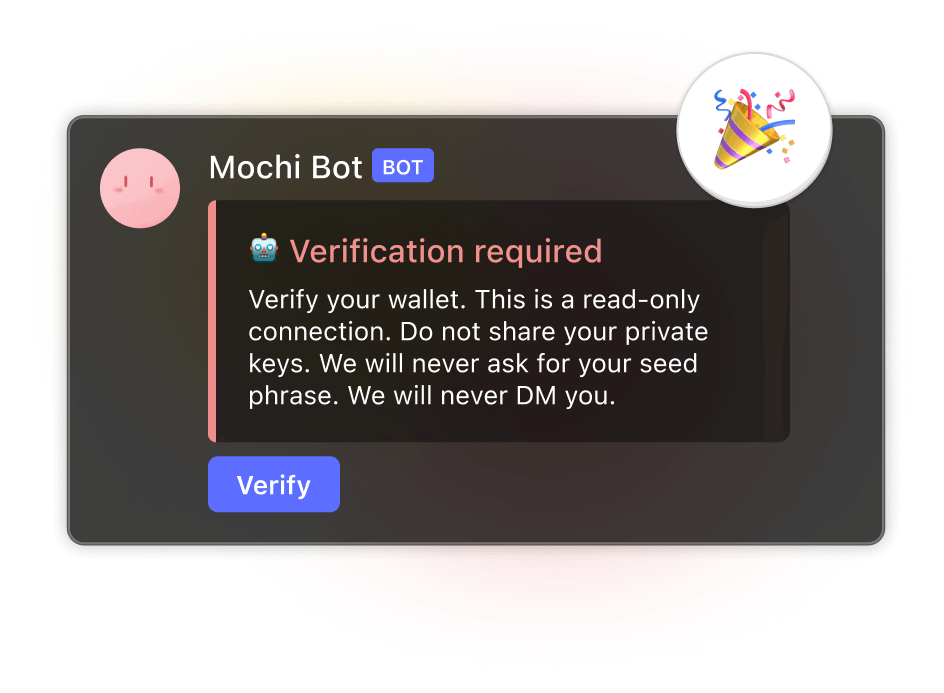 Mochi Bot BOT
🤖 Verification required
Verify your wallet. This is a read-only
connection. Do not share your private
keys. We will never ask for your seed
phrase. We will never DM you.
Verify